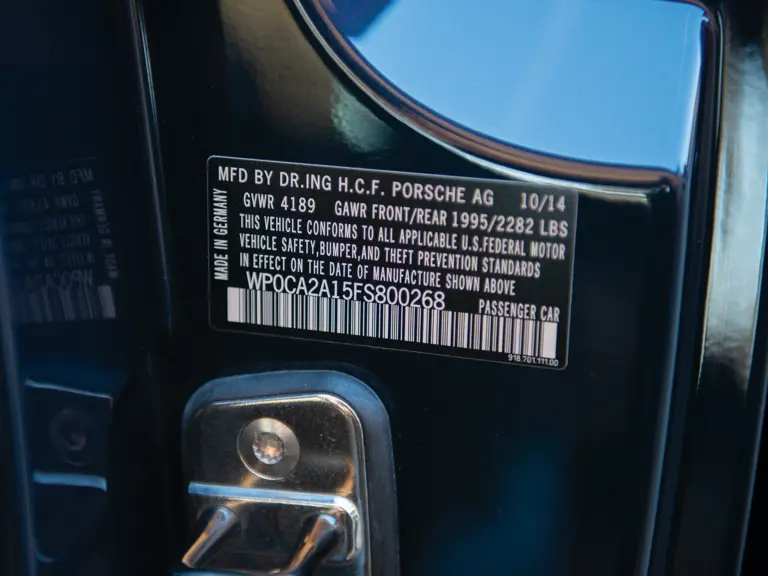 MFD BY DR.ING H.C.F. PORSCHE AG 10/14
GVWR 4189 GAWR FRONT/REAR 1995/2282 LBS
THIS VEHICLE CONFORMS TO ALL APPLICABLE U.S.FEDERAL MOTOR
VEHICLE SAFETY,BUMPER,AND THEFT PREVENTION STANDARDS
IN EFFECT ON THE DATE OF MANUFACTURE SHOWN ABOVE
WP0CA2A15FS800268
PASSENGER CAR
918.701.111.00
MADE IN GERMANY